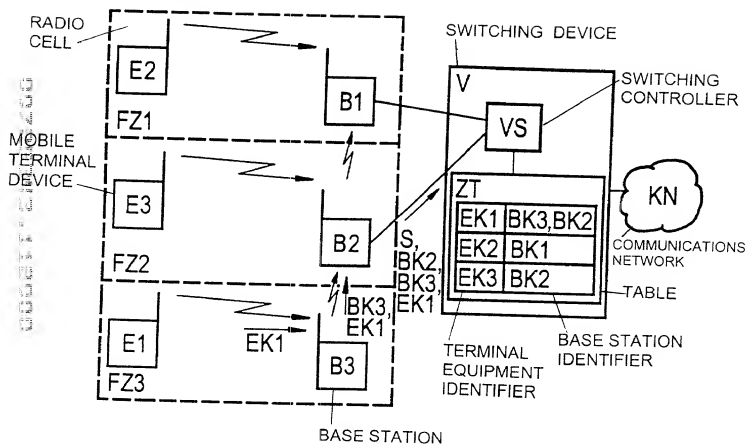 RADIO
CELL
E2
FZ1
B1
MOBILE
TERMINAL
DEVICE
E3
FZ2
B2
E1
FZ3
EK1
B3
BK3,
EK1
BASE STATION
S,
BK2,
BK3,
EK1
SWITCHING DEVICE
V
VS
SWITCHING
CONTROLLER
ZT
EK1 BK3,BK2
EK2 BK1
EK3 BK2
KN
COMMUNICATIONS
NETWORK
TABLE
BASE STATION
IDENTIFIER
TERMINAL
EQUIPMENT
IDENTIFIER